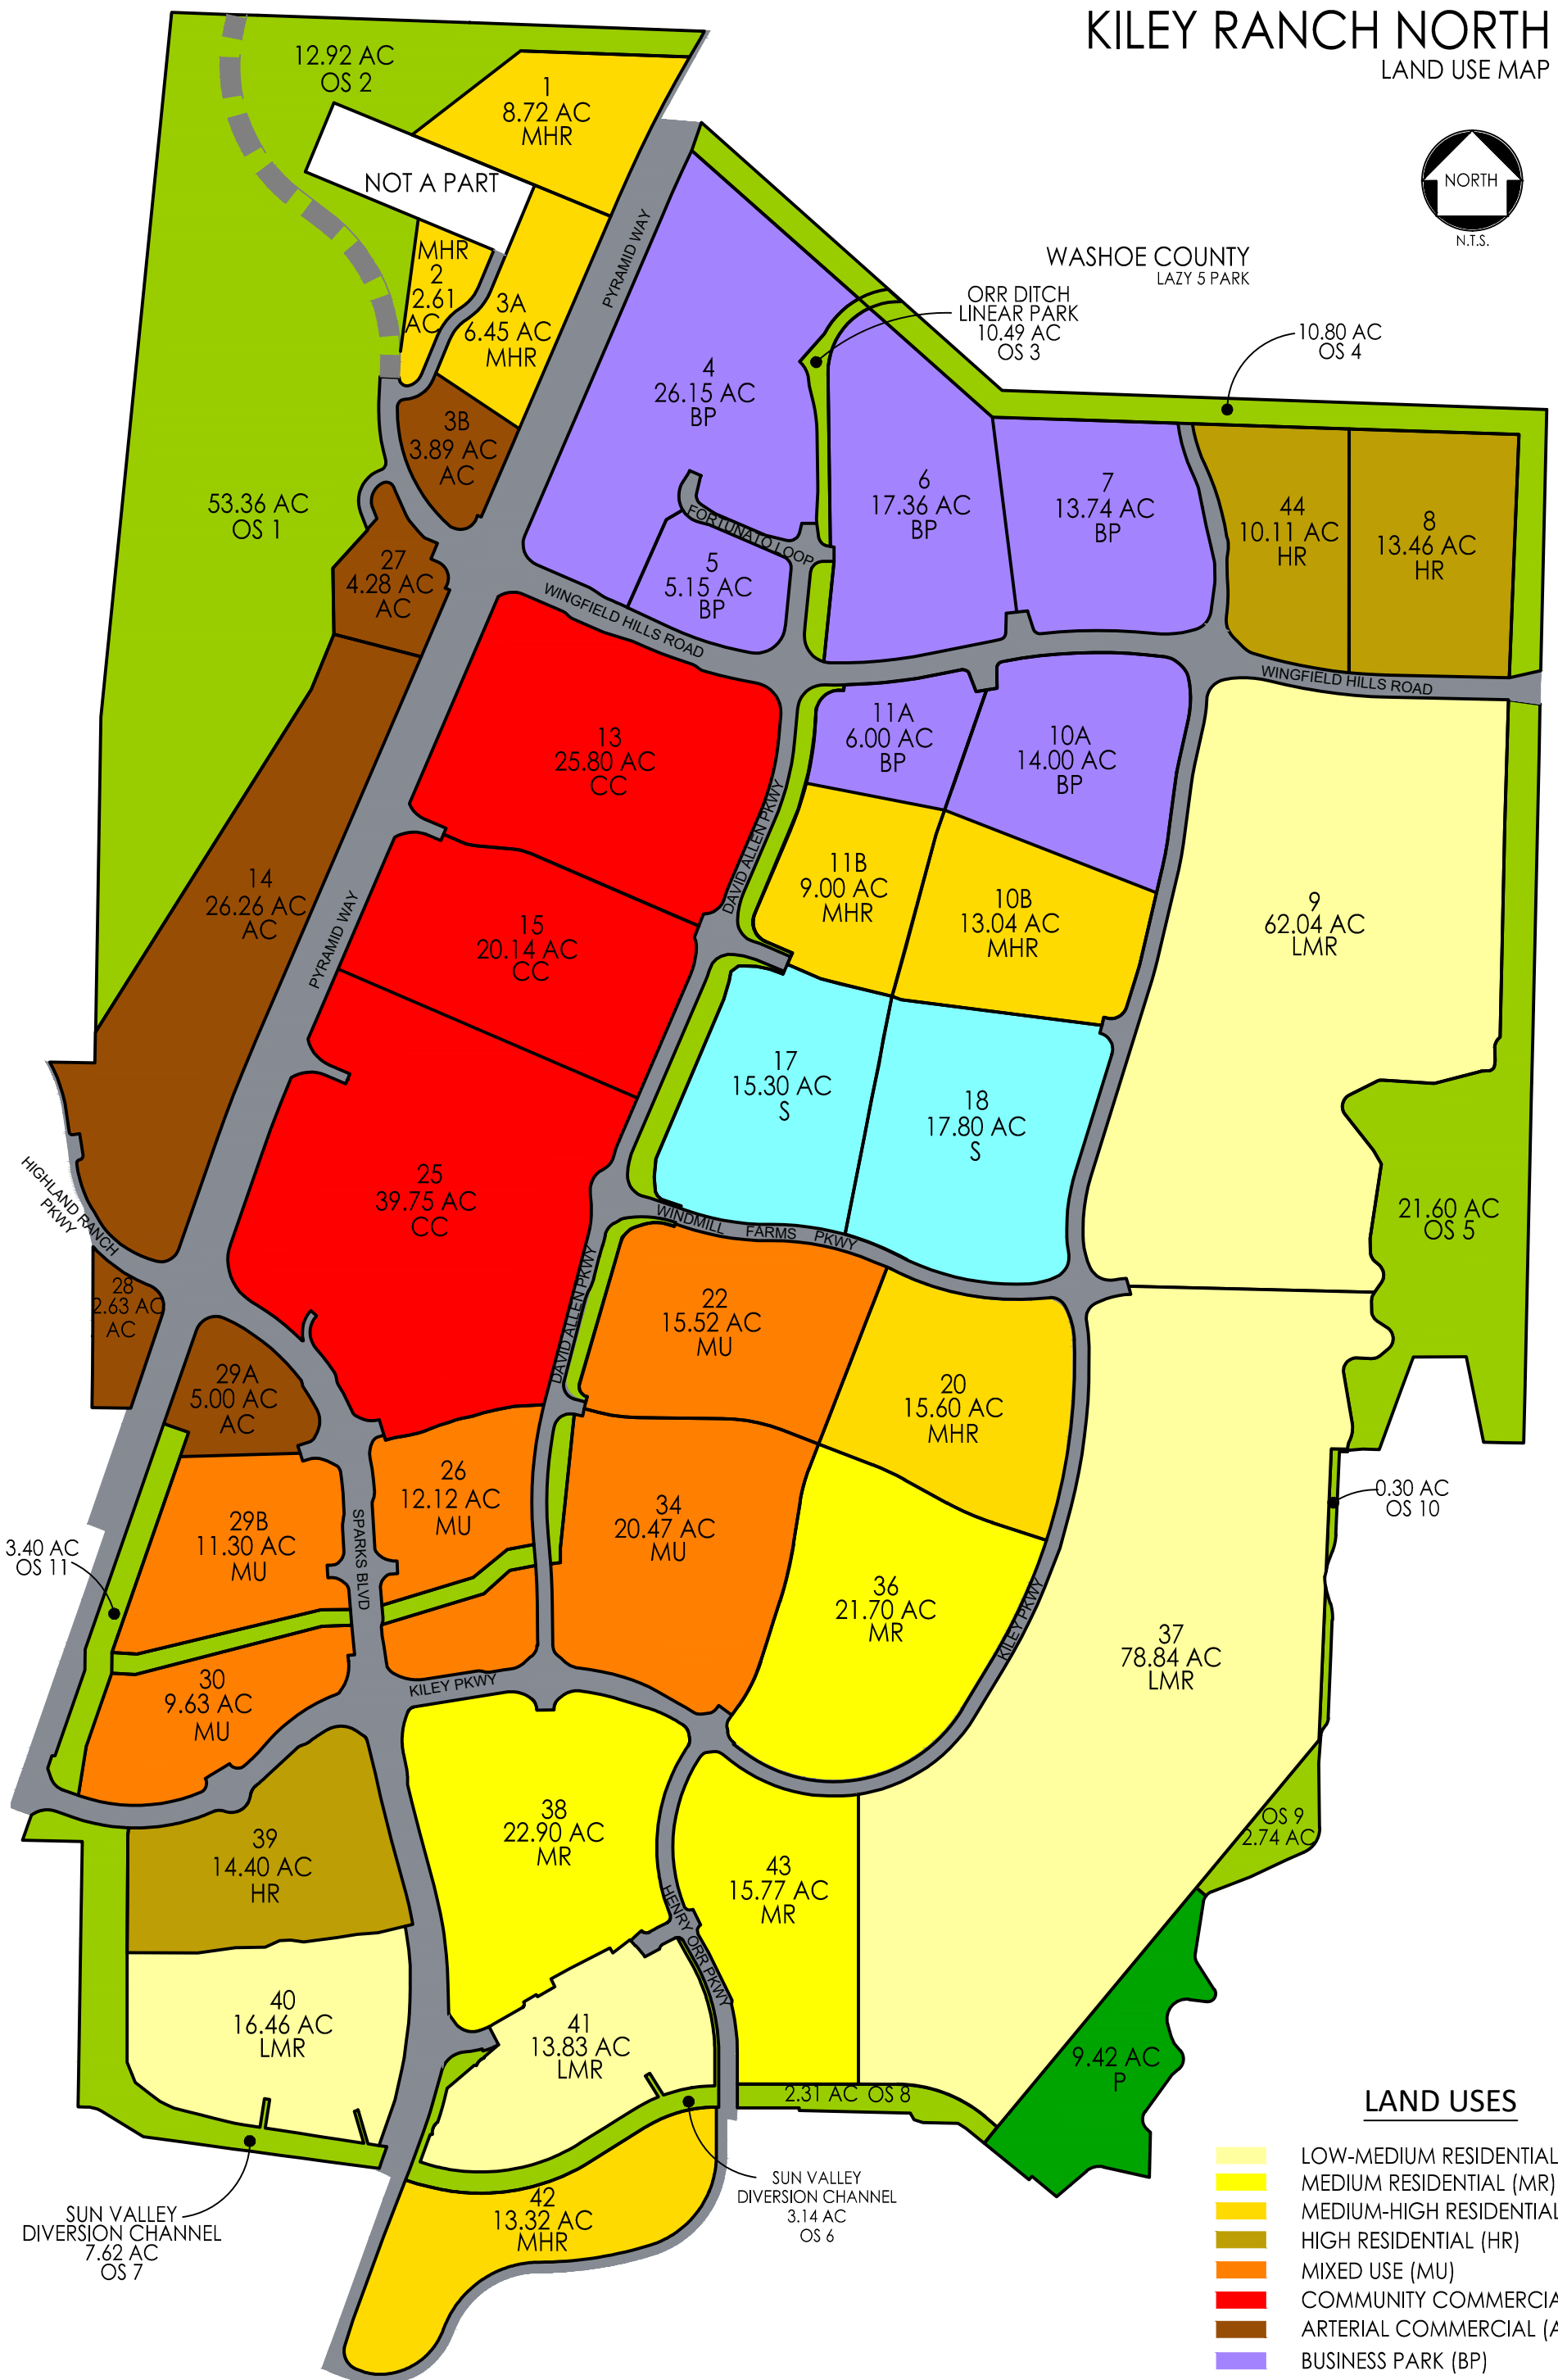 KILEY RANCH NORTH
LAND USE MAP
NORTH
N.T.S.
12.92 AC
OS 2
1
8.72 AC
MHR
NOT A PART
MHR
2
2.61
AC
3A
6.45 AC
MHR
PYRAMID WAY
WASHOE COUNTY
LAZY 5 PARK
ORR DITCH
LINEAR PARK
10.49 AC
OS 3
10.80 AC
OS 4
4
26.15 AC
BP
3B
3.89 AC
AC
53.36 AC
OS 1
6
17.36 AC
BP
7
13.74 AC
BP
44
10.11 AC
HR
8
13.46 AC
HR
FORTUNATO LOOP
27
4.28 AC
AC
5
5.15 AC
BP
WINGFIELD HILLS ROAD
WINGFIELD HILLS ROAD
13
25.80 AC
CC
11A
6.00 AC
BP
10A
14.00 AC
BP
DAVID ALLEN PKWY
14
26.26 AC
AC
11B
9.00 AC
MHR
10B
13.04 AC
MHR
9
62.04 AC
LMR
PYRAMID WAY
15
20.14 AC
CC
17
15.30 AC
S
18
17.80 AC
S
HIGHLAND RANCH
PKWY
25
39.75 AC
CC
21.60 AC
OS 5
WINDMILL FARMS PKWY
28
2.63 AC
AC
DAVID ALLEN PKWY
22
15.52 AC
MU
29A
5.00 AC
AC
20
15.60 AC
MHR
26
12.12 AC
MU
34
20.47 AC
MU
0.30 AC
OS 10
29B
11.30 AC
MU
SPARKS BLVD
3.40 AC
OS 11
36
21.70 AC
MR
KILEY PKWY
37
78.84 AC
LMR
30
9.63 AC
MU
KILEY PKWY
38
22.90 AC
MR
OS 9
2.74 AC
39
14.40 AC
HR
43
15.77 AC
MR
HENRY ORR PKWY
40
16.46 AC
LMR
41
13.83 AC
LMR
9.42 AC
P
2.31 AC OS 8
SUN VALLEY
DIVERSION CHANNEL
7.62 AC
OS 7
SUN VALLEY
DIVERSION CHANNEL
3.14 AC
OS 6
42
13.32 AC
MHR
LAND USES
LOW-MEDIUM RESIDENTIAL
MEDIUM RESIDENTIAL (MR)
MEDIUM-HIGH RESIDENTIAL
HIGH RESIDENTIAL (HR)
MIXED USE (MU)
COMMUNITY COMMERCIA
ARTERIAL COMMERCIAL (A
BUSINESS PARK (BP)